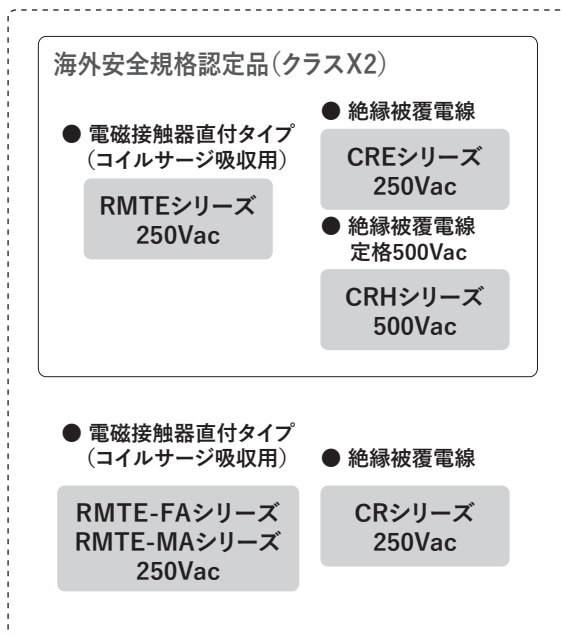 海外安全規格認定品(クラスX2)
● 電磁接触器直付タイプ
(コイルサージ吸収用)
RMTEシリーズ
250Vac
● 絶縁被覆電線
CREシリーズ
250Vac
● 絶縁被覆電線
定格500Vac
CRHシリーズ
500Vac
● 電磁接触器直付タイプ
(コイルサージ吸収用)
RMTE-FAシリーズ
RMTE-MAシリーズ
250Vac
● 絶縁被覆電線
CRシリーズ
250Vac